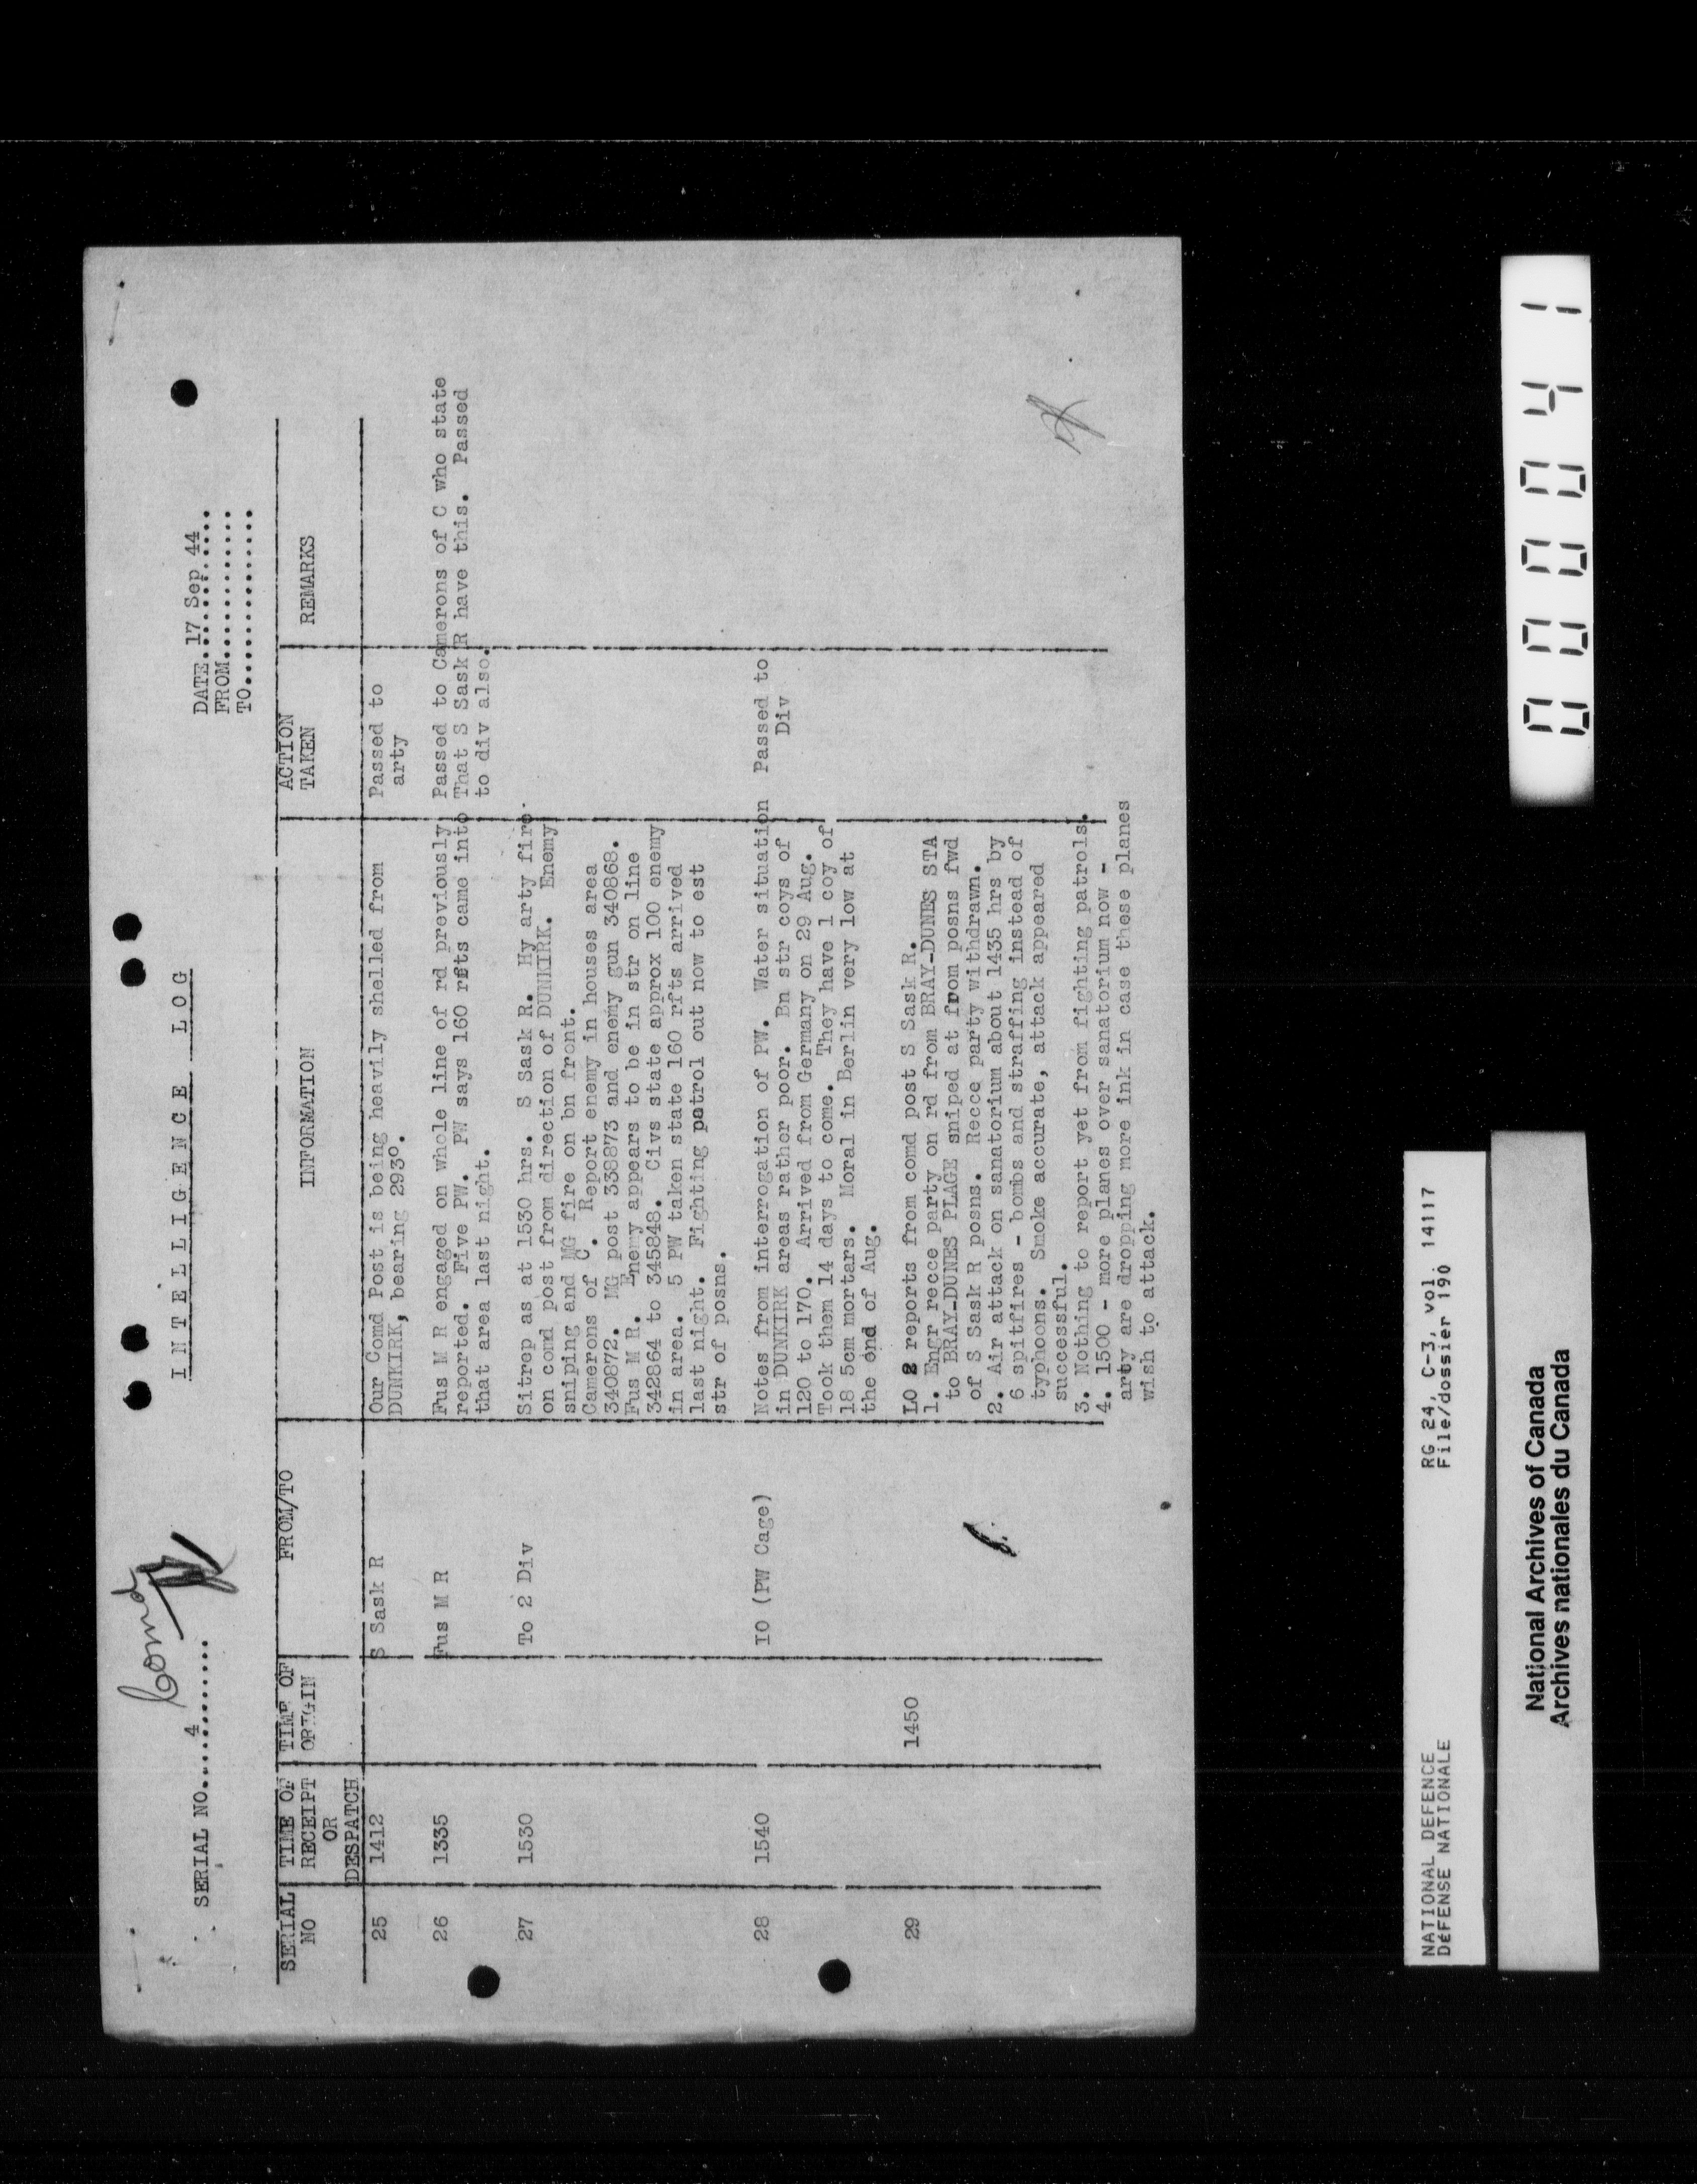 Comd
SERIAL NO....4..........
INTELLIGENCE LOG
DATE.17 Sep 44..
FROM.............
TO...............
SERIAL NO
TIME OF RECEIPT OR DESPATCH
TIME OF ORIGIN
FROM/TO
INFORMATION
ACTION TAKEN
REMARKS
25 1412 S Sask R
Our Comd Post is being heavily shelled from
DUNKIRK, bearing 293°.
Passed to
arty
26 1335 Fus M R
Fus M R engaged on whole line of rd previously
reported. Five PW. PW says 160 rfts came into
that area last night.
Passed to Camerons of C who state
That S Sask R have this. Passed
to div also.
27 1530 To 2 Div
Sitrep as at 1530 hrs. S Sask R. Hy arty fire
on comd post from direction of DUNKIRK. Enemy
sniping and MG fire on bn front.
Camerons of C. Report enemy in houses area
340872. MG post 338873 and enemy gun 340868.
Fus M R. Enemy appears to be in str on line
342864 to 345848. Civs state approx 100 enemy
in area. 5 PW taken state 160 rfts arrived
last night. Fighting patrol out now to est
str of posns.
28 1540 IO (PW Cage)
Notes from interrogation of PW. Water situation
in DUNKIRK areas rather poor. Bn str coys of
120 to 170. Arrived from Germany on 29 Aug.
Took them 14 days to come. They have 1 coy of
18 5cm mortars. Moral in Berlin very low at
the end of Aug.
Passed to
Div
29 1450
LO 2 reports from comd post S Sask R.
1. Engr recce party on rd from BRAY-DUNES STA
to BRAY-DUNES PLAGE sniped at from posns fwd
of S Sask R posns. Recce party withdrawn.
2. Air attack on sanatorium about 1435 hrs by
6 spitfires - bombs and straffing instead of
typhoons. Smoke accurate, attack appeared
successful.
3. Nothing to report yet from fighting patrols.
4. 1500 - more planes over sanatorium now -
arty are dropping more ink in case these planes
wish to attack.
NATIONAL DEFENCE
DÉFENSE NATIONALE
RG 24, C-3, vol. 14117
File/dossier 190
National Archives of Canada
Archives nationales du Canada
000041